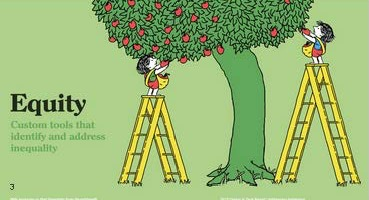 Equity
Custom tools that
identify and address
inequality
3